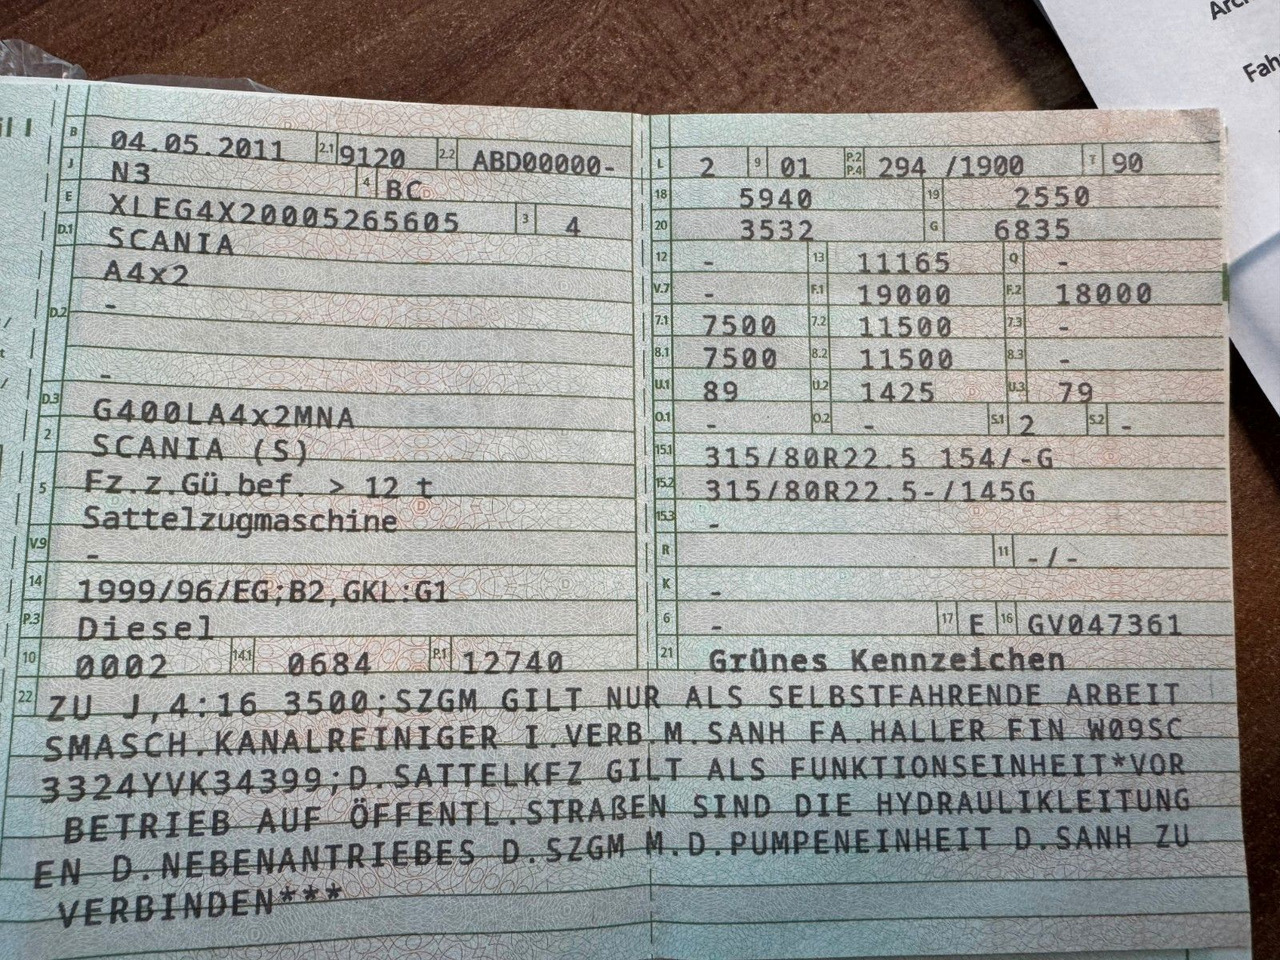 Arc
Fah
il I
B 04.05.2011 2.1 9120 2.2 ABD00000-
J N3 4 BC
E XLEG4X20005265605 3 4
D.1 SCANIA
A4x2
D.2 -
-
D.3 G400LA4x2MNA
2 SCANIA (S)
5 Fz.z.Gü.bef. > 12 t
Sattelzugmaschine
V.9 -
14 1999/96/EG;B2,GKL:G1
P.3 Diesel
10 0002 14.1 0684 P.1 12740
L 2 9 01 P.2 P.4 294 /1900 T 90
18 5940 19 2550
20 3532 G 6835
12 - 13 11165 Q -
V.7 - F.1 19000 F.2 18000
7.1 7500 7.2 11500 7.3 -
8.1 7500 8.2 11500 8.3 -
U.1 89 U.2 1425 U.3 79
O.1 - O.2 - S.1 2 S.2 -
15.1 315/80R22.5 154/-G
15.2 315/80R22.5-/145G
15.3 -
R 11 -/-
K -
6 - 17 E 16 GV047361
21 Grünes Kennzeichen
22 ZU J,4:16 3500;SZGM GILT NUR ALS SELBSTFAHRENDE ARBEIT
SMASCH.KANALREINIGER I.VERB.M.SANH FA.HALLER FIN W09SC
3324YVK34399;D.SATTELKFZ GILT ALS FUNKTIONSEINHEIT*VOR
BETRIEB AUF ÖFFENTL.STRAßEN SIND DIE HYDRAULIKLEITUNG
EN D.NEBENANTRIEBES D.SZGM M.D.PUMPENEINHEIT D.SANH ZU
VERBINDEN***